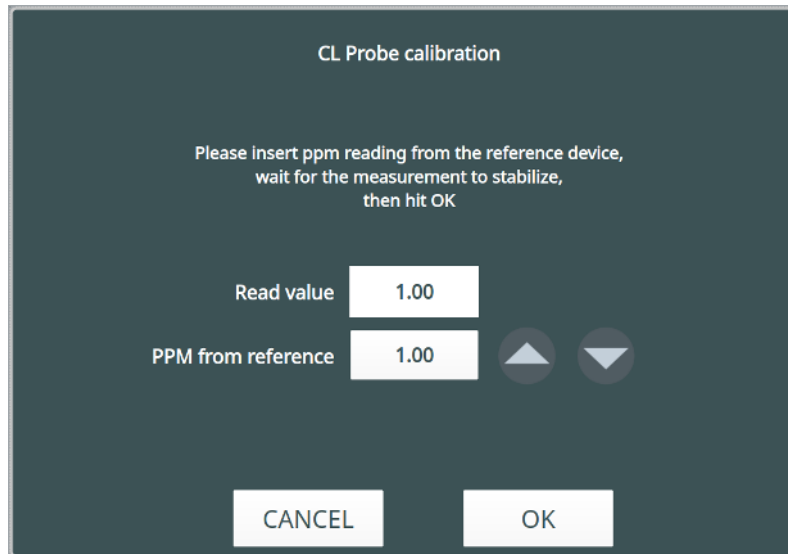 CL Probe calibration
Please insert ppm reading from the reference device,
wait for the measurement to stabilize,
then hit OK
Read value 1.00
PPM from reference 1.00
CANCEL OK